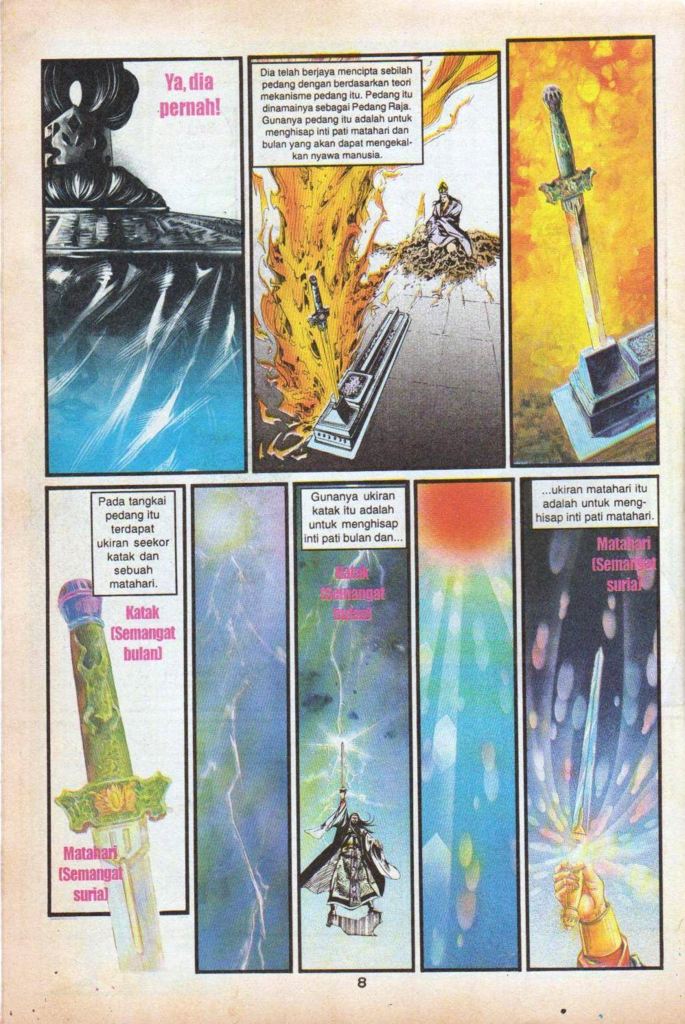 Ya, dia
pernah!
Dia telah berjaya mencipta sebilah
pedang dengan berdasarkan teori
mekanisme pedang itu. Pedang itu
dinamainya sebagai Pedang Raja.
Gunanya pedang itu adalah untuk
menghisap inti pati matahari dan
bulan yang akan dapat mengekal-
kan nyawa manusia.
Pada tangkai
pedang itu
terdapat
ukiran seekor
katak dan
sebuah
matahari.
Katak
(Semangat
bulan)
Matahari
(Semangat
suria)
Gunanya ukiran
katak itu adalah
untuk menghisap
inti pati bulan dan...
Katak
(Semangat
bulan)
...ukiran matahari itu
adalah untuk meng-
hisap inti pati matahari.
Matahari
(Semangat
suria)
8